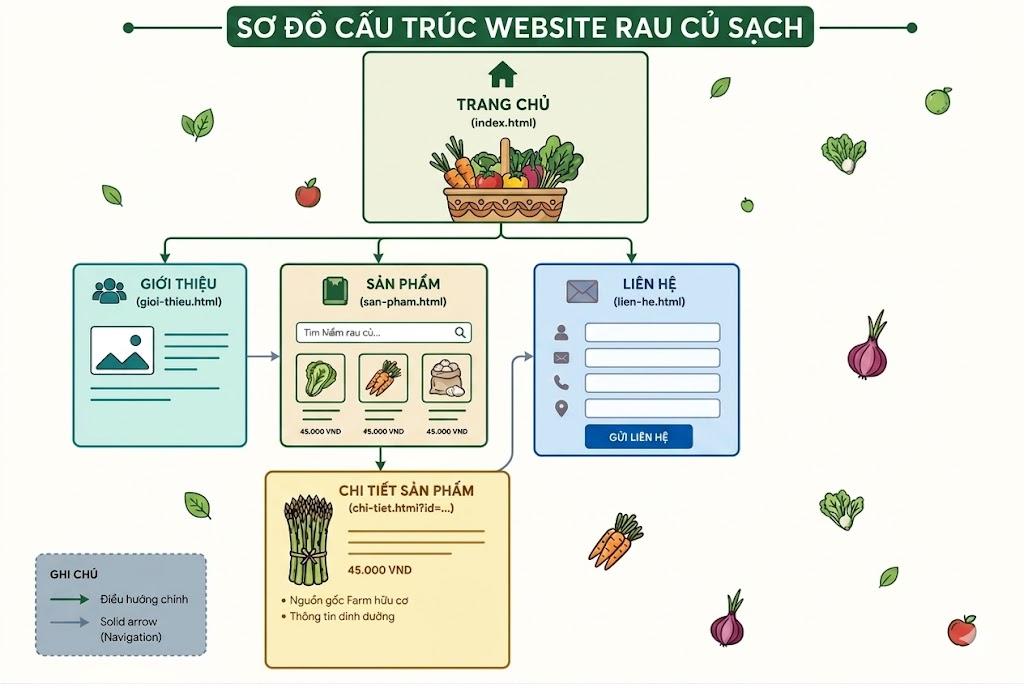 SƠ ĐỒ CẤU TRÚC WEBSITE RAU CỦ SẠCH
TRANG CHỦ
(index.html)
GIỚI THIỆU
(gioi-thieu.html)
SẢN PHẨM
(san-pham.html)
Tìm Nấm rau củ...
45.000 VND
45.000 VND
45.000 VND
LIÊN HỆ
(lien-he.html)
GỬI LIÊN HỆ
CHI TIẾT SẢN PHẨM
(chi-tiet.html?id=...)
45.000 VND
• Nguồn gốc Farm hữu cơ
• Thông tin dinh dưỡng
GHI CHÚ
Điều hướng chính
Solid arrow
(Navigation)